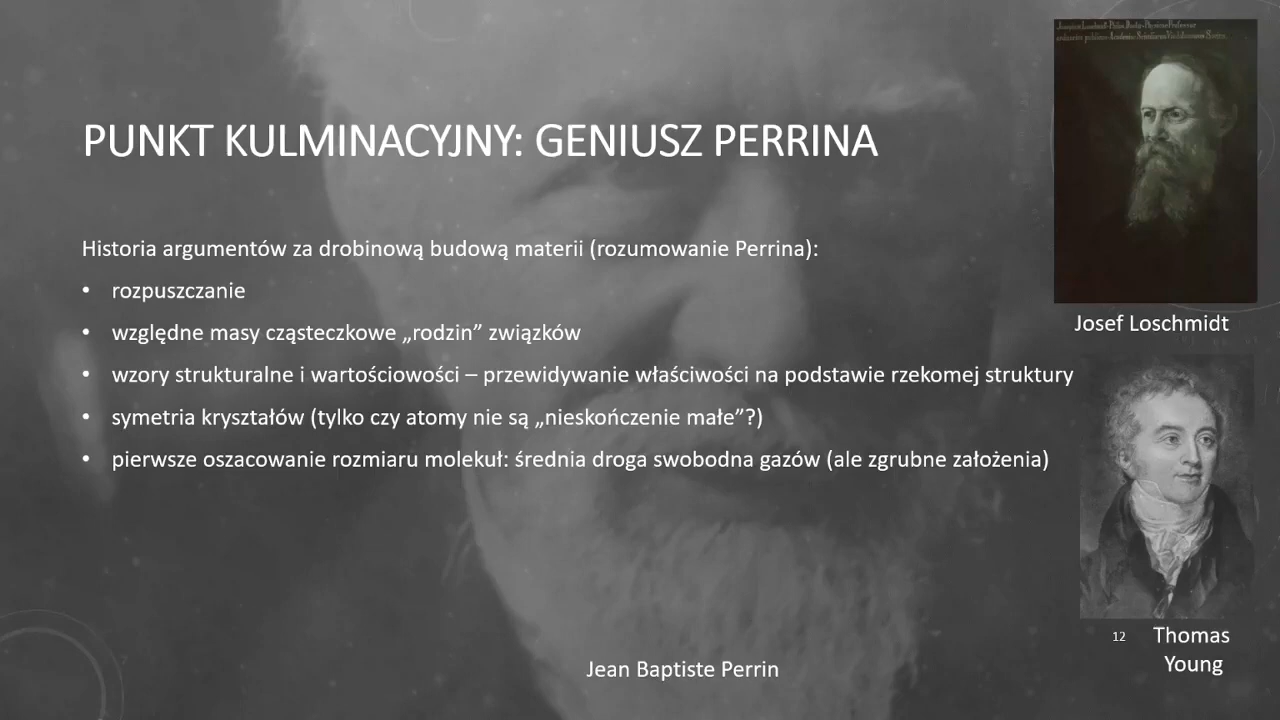 PUNKT KULMINACYJNY: GENIUSZ PERRINA
Historia argumentów za drobinową budową materii (rozumowanie Perrina):
• rozpuszczanie
• względne masy cząsteczkowe „rodzin” związków
• wzory strukturalne i wartościowości – przewidywanie właściwości na podstawie rzekomej struktury
• symetria kryształów (tylko czy atomy nie są „nieskończenie małe”?)
• pierwsze oszacowanie rozmiaru molekuł: średnia droga swobodna gazów (ale zgrubne założenia)
Josef Loschmidt
Thomas
Young
12
Jean Baptiste Perrin